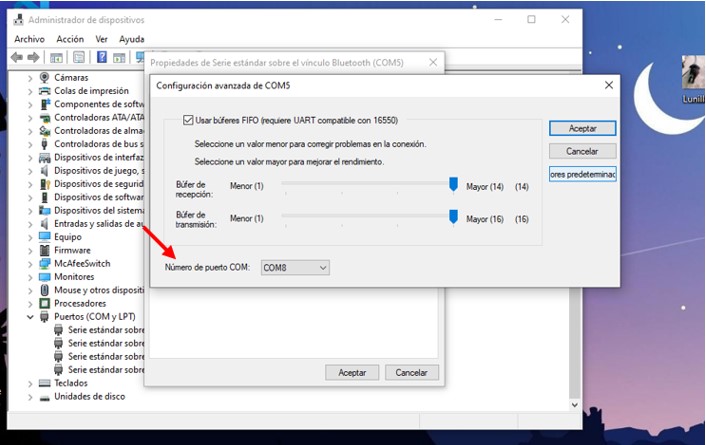 Administrador de dispositivos
Archivo Acción Ver Ayuda
Cámaras
Colas de impresión
Componentes de softw
Controladoras ATA/ATA
Controladoras de alma
Controladoras de bus s
Dispositivos de interfaz
Dispositivos de juego, s
Dispositivos de segurid
Dispositivos de softwar
Dispositivos del sistema
Entradas y salidas de au
Equipo
Firmware
McAfeeSwitch
Monitores
Mouse y otros dispositi
Procesadores
Puertos (COM y LPT)
Serie estándar sobre
Serie estándar sobre
Serie estándar sobre
Serie estándar sobre
Teclados
Unidades de disco
Propiedades de Serie estándar sobre el vínculo Bluetooth (COM5)
Aceptar Cancelar
Configuración avanzada de COM5
Usar búferes FIFO (requiere UART compatible con 16550)
Seleccione un valor menor para corregir problemas en la conexión.
Seleccione un valor mayor para mejorar el rendimiento.
Búfer de
recepción:
Menor (1) Mayor (14) (14)
Búfer de
transmisión:
Menor (1) Mayor (16) (16)
Número de puerto COM: COM8
Aceptar
Cancelar
ores predeterminac
Lunill